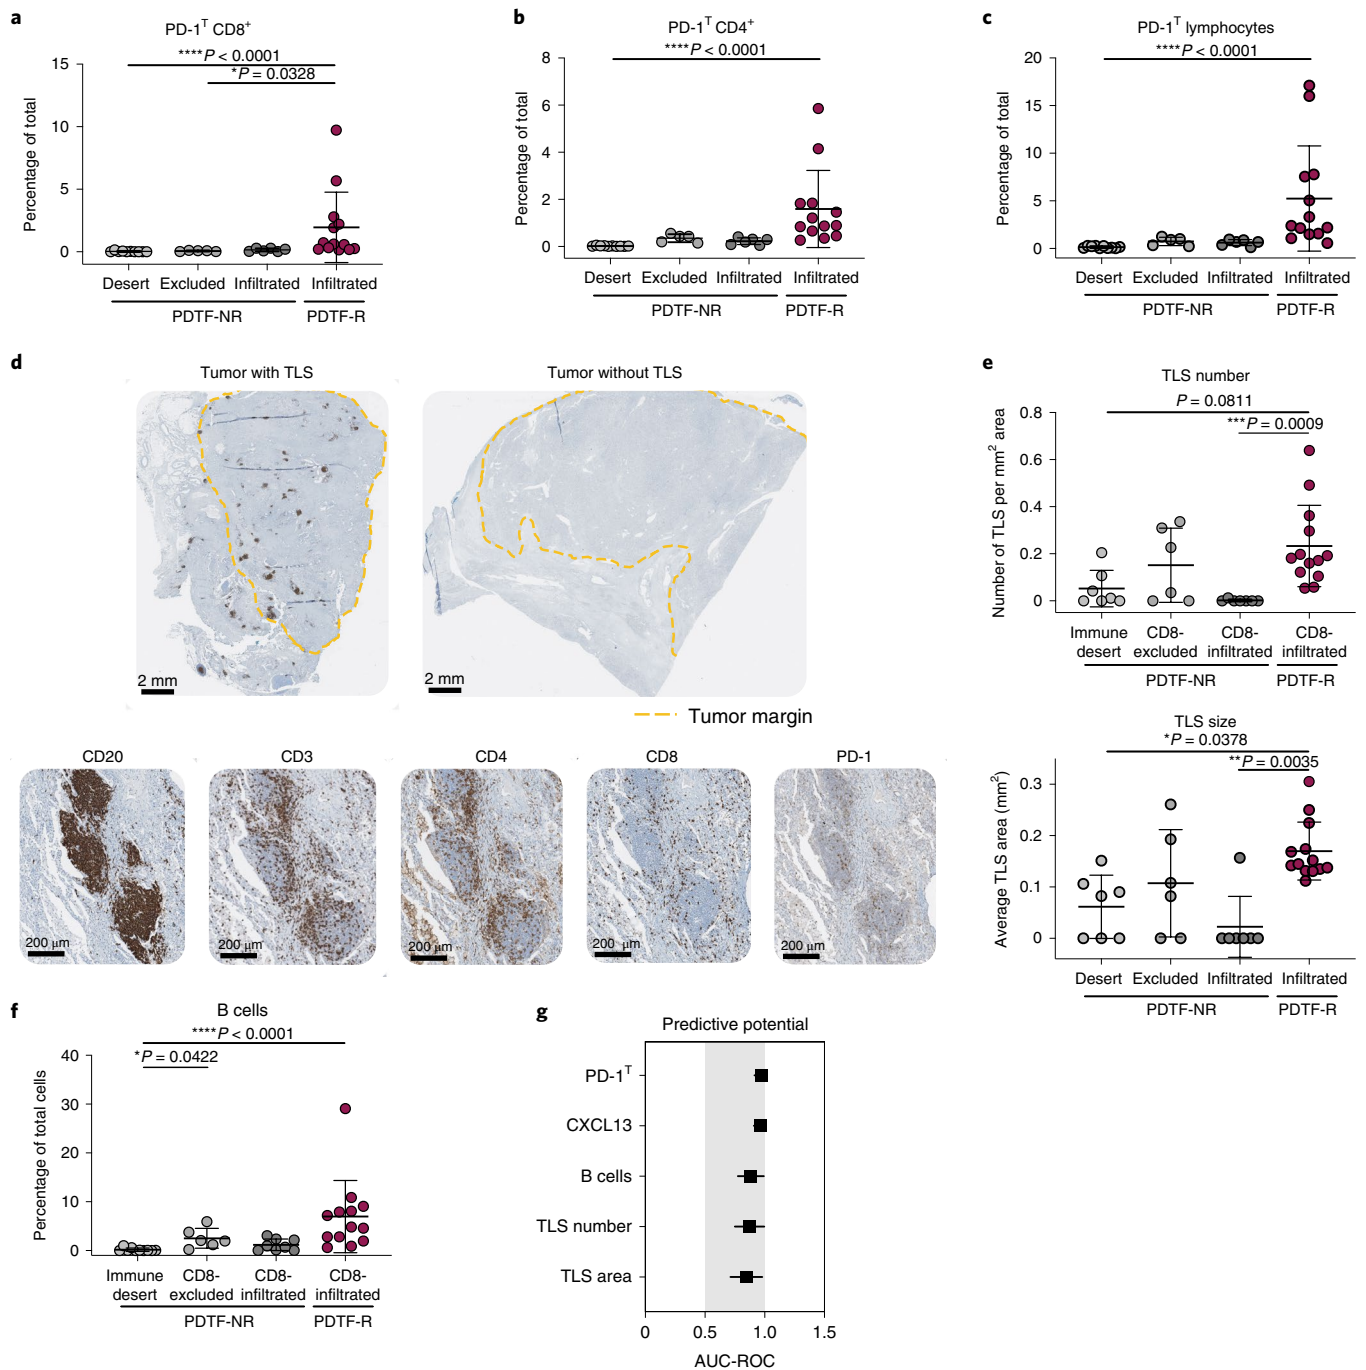 a
PD-1ᵀ CD8⁺
****P < 0.0001
*P = 0.0328
Percentage of total
15
10
5
0
Desert Excluded Infiltrated Infiltrated
PDTF-NR PDTF-R
b
PD-1ᵀ CD4⁺
****P < 0.0001
Percentage of total
8
6
4
2
0
Desert Excluded Infiltrated Infiltrated
PDTF-NR PDTF-R
c
PD-1ᵀ lymphocytes
****P < 0.0001
Percentage of total
20
15
10
5
0
Desert Excluded Infiltrated Infiltrated
PDTF-NR PDTF-R
d
Tumor with TLS
Tumor without TLS
2 mm
2 mm
Tumor margin
CD20
CD3
CD4
CD8
PD-1
200 μm
200 μm
200 μm
200 μm
200 μm
e
TLS number
P = 0.0811
***P = 0.0009
Number of TLS per mm² area
0.8
0.6
0.4
0.2
0
Immune desert
CD8-excluded
CD8-infiltrated
CD8-infiltrated
PDTF-NR PDTF-R
TLS size
*P = 0.0378
**P = 0.0035
Average TLS area (mm²)
0.3
0.2
0.1
0
Desert Excluded Infiltrated Infiltrated
PDTF-NR PDTF-R
f
B cells
****P < 0.0001
*P = 0.0422
Percentage of total cells
40
30
20
10
0
Immune desert
CD8-excluded
CD8-infiltrated
CD8-infiltrated
PDTF-NR PDTF-R
g
Predictive potential
PD-1ᵀ
CXCL13
B cells
TLS number
TLS area
0 0.5 1.0 1.5
AUC-ROC